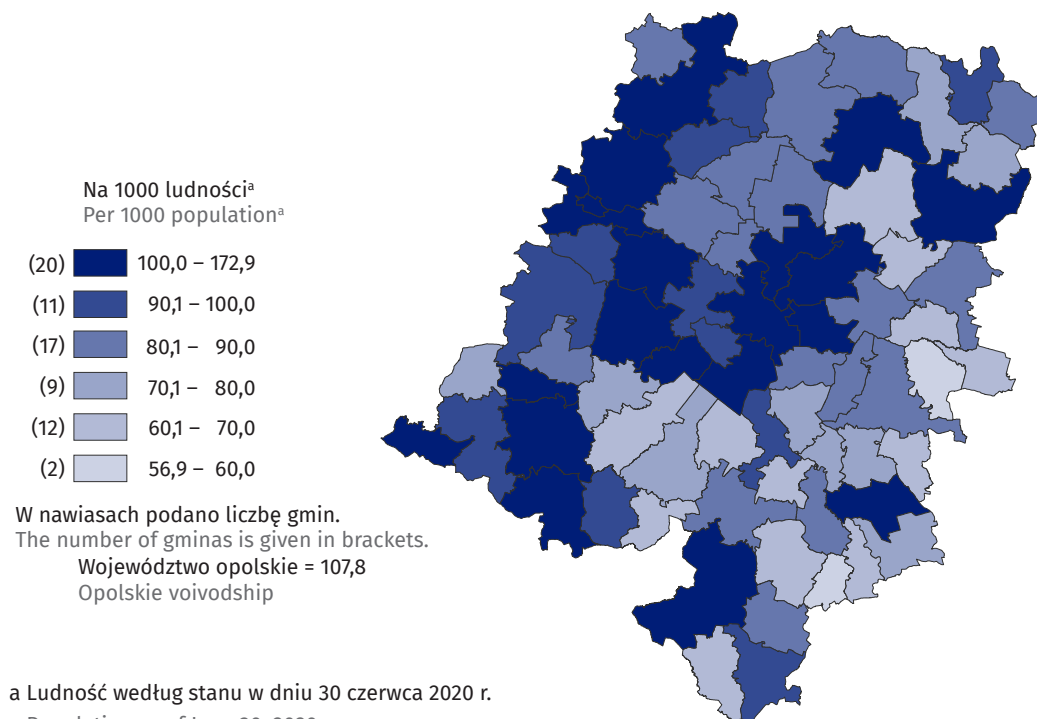 Na 1000 ludnościᵃ
Per 1000 populationᵃ
(20) 100,0 – 172,9
(11) 90,1 – 100,0
(17) 80,1 – 90,0
(9) 70,1 – 80,0
(12) 60,1 – 70,0
(2) 56,9 – 60,0
W nawiasach podano liczbę gmin.
The number of gminas is given in brackets.
Województwo opolskie = 107,8
Opolskie voivodship
a Ludność według stanu w dniu 30 czerwca 2020 r.